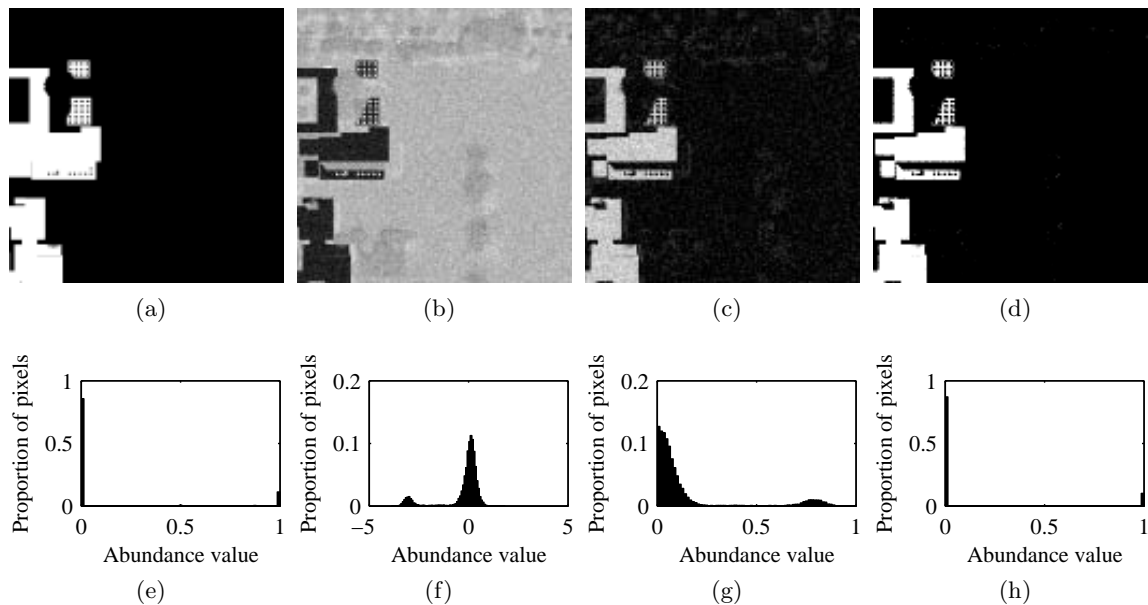 (a) (b) (c) (d)
Proportion of pixels
1
0.5
0
0 0.5 1
Abundance value
(e)
Proportion of pixels
0.2
0.1
0
−5 0 5
Abundance value
(f)
Proportion of pixels
0.2
0.1
0
0 0.5 1
Abundance value
(g)
Proportion of pixels
1
0.5
0
0 0.5 1
Abundance value
(h)